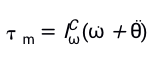 τ m = I^C_ω(ω + θ̈)